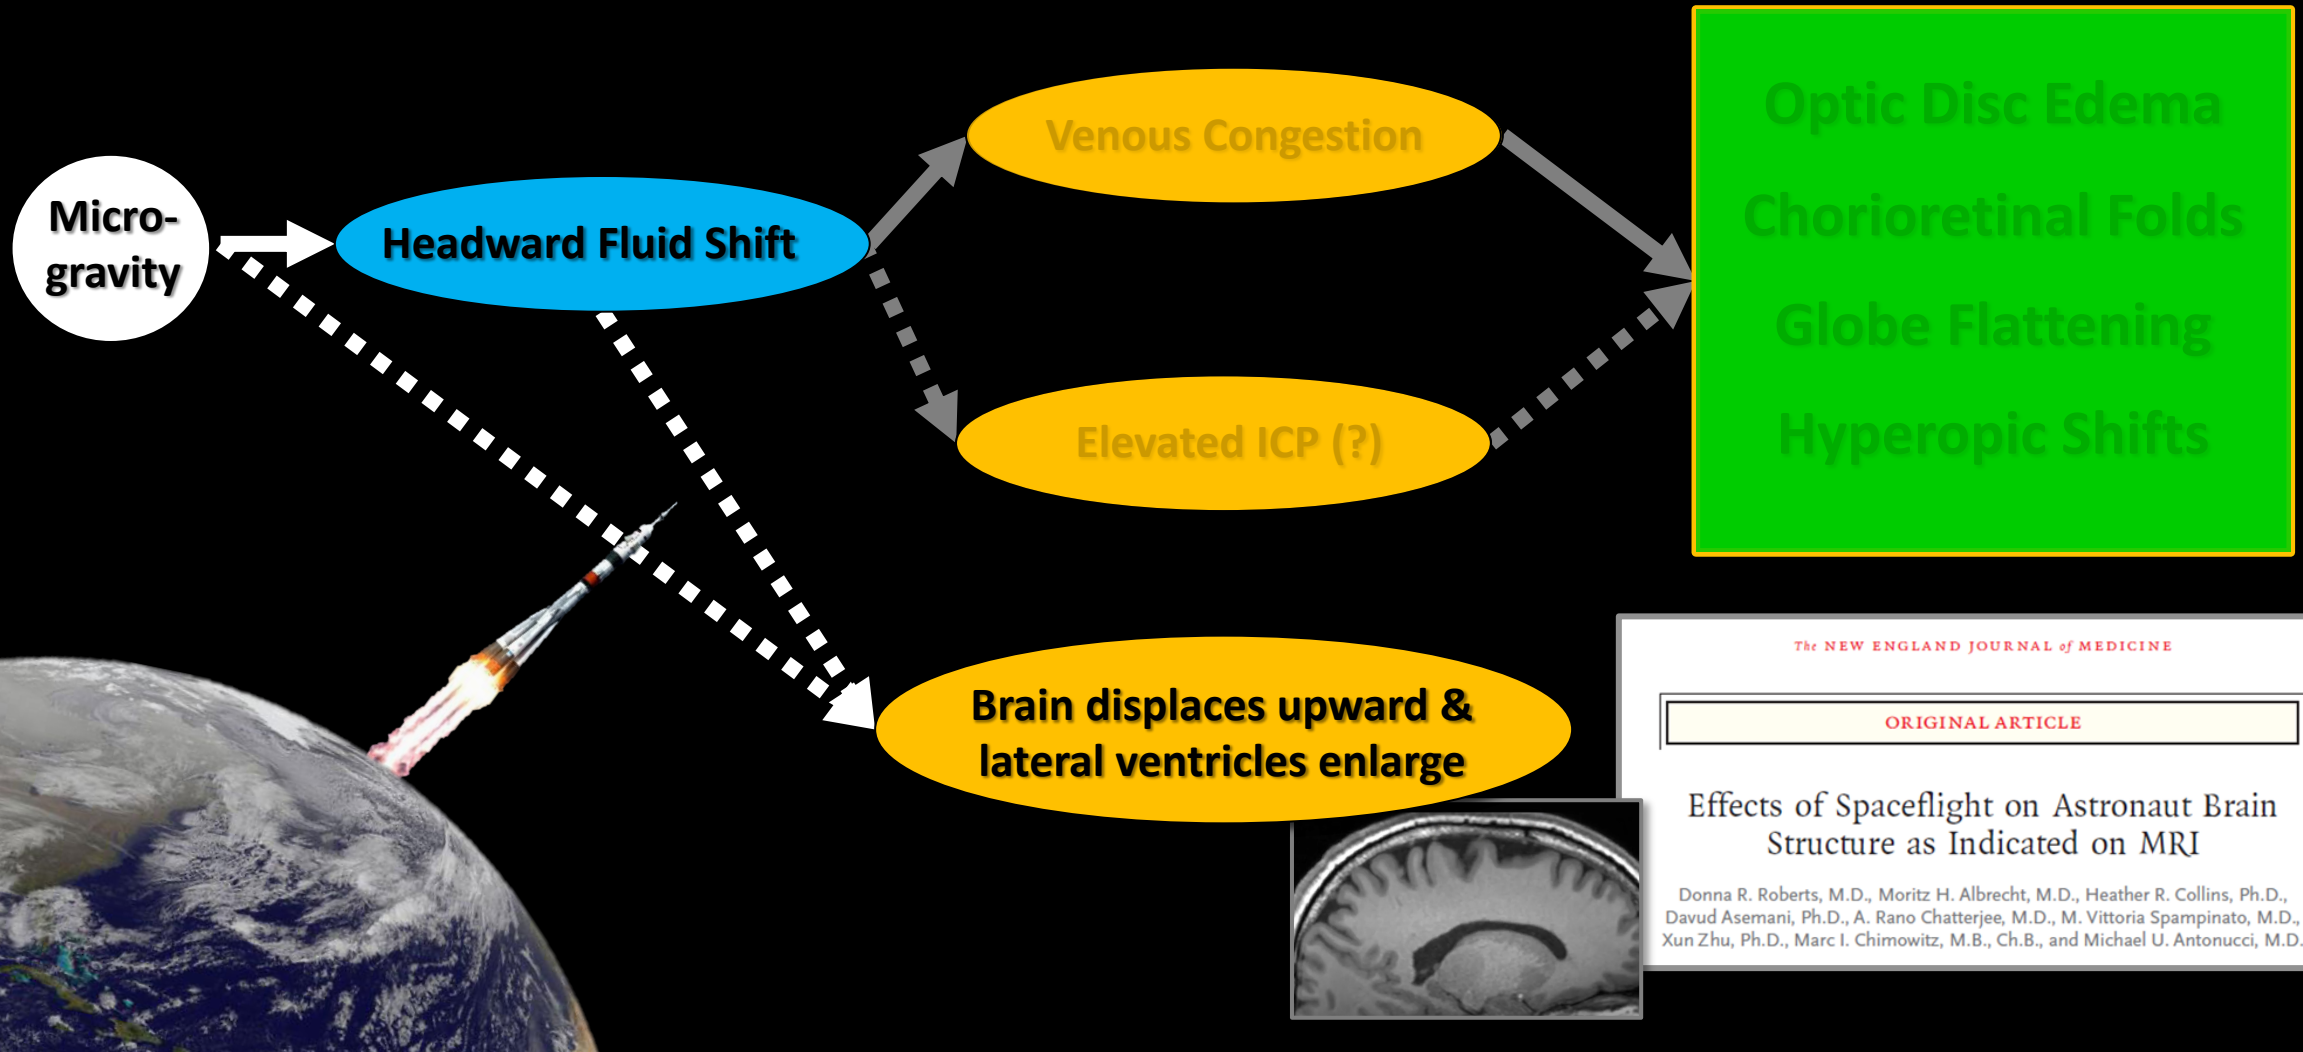 Micro-
gravity
Headward Fluid Shift
Venous Congestion
Elevated ICP (?)
Brain displaces upward &
lateral ventricles enlarge
Optic Disc Edema
Chorioretinal Folds
Globe Flattening
Hyperopic Shifts
The NEW ENGLAND JOURNAL of MEDICINE
ORIGINAL ARTICLE
Effects of Spaceflight on Astronaut Brain
Structure as Indicated on MRI
Donna R. Roberts, M.D., Moritz H. Albrecht, M.D., Heather R. Collins, Ph.D.,
Davud Asemani, Ph.D., A. Rano Chatterjee, M.D., M. Vittoria Spampinato, M.D.,
Xun Zhu, Ph.D., Marc I. Chimowitz, M.B., Ch.B., and Michael U. Antonucci, M.D.